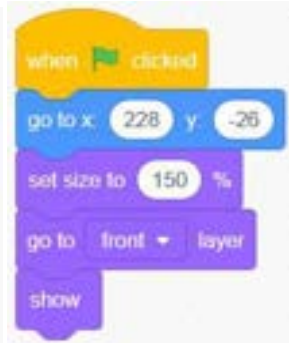 when clicked
go to x: 228 y: -26
set size to 150 %
go to front layer
show